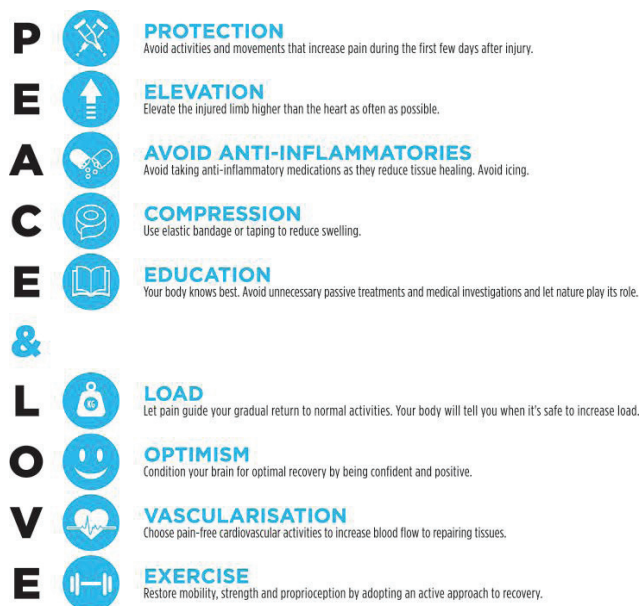 P
PROTECTION
Avoid activities and movements that increase pain during the first few days after injury.
E
ELEVATION
Elevate the injured limb higher than the heart as often as possible.
A
AVOID ANTI-INFLAMMATORIES
Avoid taking anti-inflammatory medications as they reduce tissue healing. Avoid icing.
C
COMPRESSION
Use elastic bandage or taping to reduce swelling.
E
EDUCATION
Your body knows best. Avoid unnecessary passive treatments and medical investigations and let nature play its role.
&
L
KG
LOAD
Let pain guide your gradual return to normal activities. Your body will tell you when it's safe to increase load.
O
OPTIMISM
Condition your brain for optimal recovery by being confident and positive.
V
VASCULARISATION
Choose pain-free cardiovascular activities to increase blood flow to repairing tissues.
E
EXERCISE
Restore mobility, strength and proprioception by adopting an active approach to recovery.